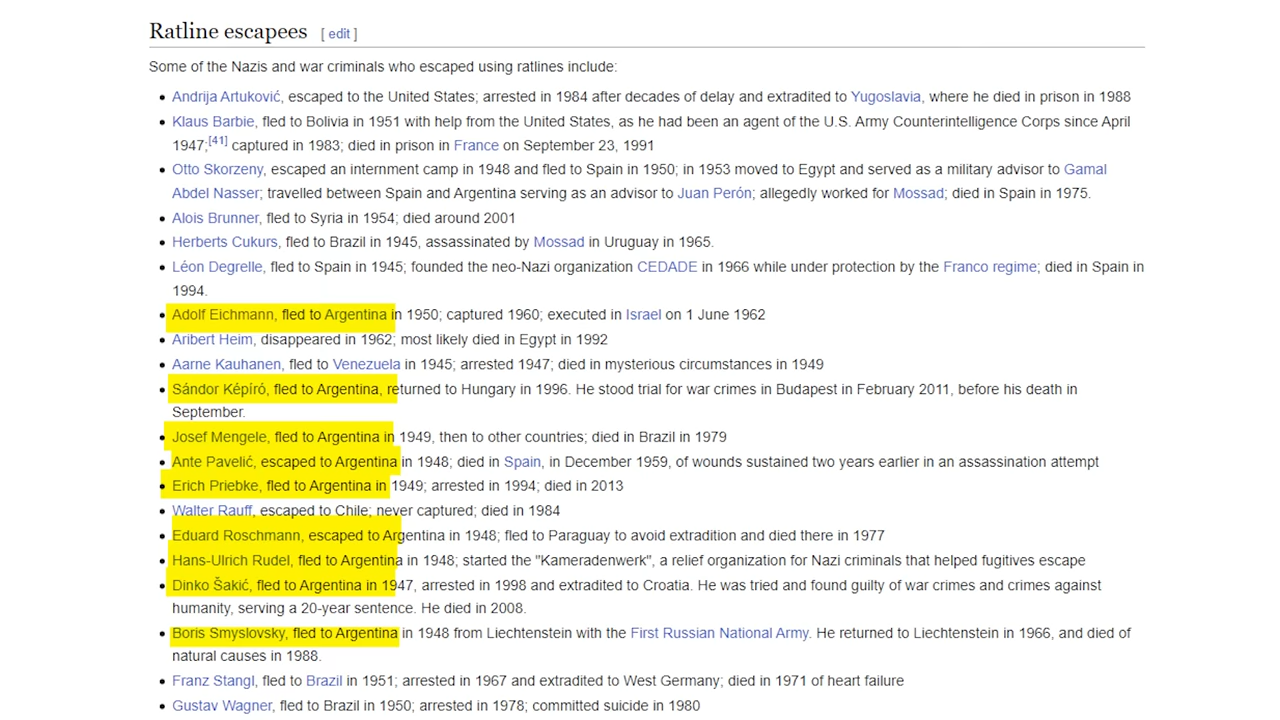 Ratline escapees [ edit ]
Some of the Nazis and war criminals who escaped using ratlines include:
• Andrija Artuković, escaped to the United States; arrested in 1984 after decades of delay and extradited to Yugoslavia, where he died in prison in 1988
• Klaus Barbie, fled to Bolivia in 1951 with help from the United States, as he had been an agent of the U.S. Army Counterintelligence Corps since April
1947;[41] captured in 1983; died in prison in France on September 23, 1991
• Otto Skorzeny, escaped an internment camp in 1948 and fled to Spain in 1950; in 1953 moved to Egypt and served as a military advisor to Gamal
Abdel Nasser; travelled between Spain and Argentina serving as an advisor to Juan Perón; allegedly worked for Mossad; died in Spain in 1975.
• Alois Brunner, fled to Syria in 1954; died around 2001
• Herberts Cukurs, fled to Brazil in 1945, assassinated by Mossad in Uruguay in 1965.
• Léon Degrelle, fled to Spain in 1945; founded the neo-Nazi organization CEDADE in 1966 while under protection by the Franco regime; died in Spain in
1994.
• Adolf Eichmann, fled to Argentina in 1950; captured 1960; executed in Israel on 1 June 1962
• Aribert Heim, disappeared in 1962; most likely died in Egypt in 1992
• Aarne Kauhanen, fled to Venezuela in 1945; arrested 1947; died in mysterious circumstances in 1949
• Sándor Képíró, fled to Argentina, returned to Hungary in 1996. He stood trial for war crimes in Budapest in February 2011, before his death in
September.
• Josef Mengele, fled to Argentina in 1949, then to other countries; died in Brazil in 1979
• Ante Pavelić, escaped to Argentina in 1948; died in Spain, in December 1959, of wounds sustained two years earlier in an assassination attempt
• Erich Priebke, fled to Argentina in 1949; arrested in 1994; died in 2013
• Walter Rauff, escaped to Chile; never captured; died in 1984
• Eduard Roschmann, escaped to Argentina in 1948; fled to Paraguay to avoid extradition and died there in 1977
• Hans-Ulrich Rudel, fled to Argentina in 1948; started the "Kameradenwerk", a relief organization for Nazi criminals that helped fugitives escape
• Dinko Šakić, fled to Argentina in 1947, arrested in 1998 and extradited to Croatia. He was tried and found guilty of war crimes and crimes against
humanity, serving a 20-year sentence. He died in 2008.
• Boris Smyslovsky, fled to Argentina in 1948 from Liechtenstein with the First Russian National Army. He returned to Liechtenstein in 1966, and died of
natural causes in 1988.
• Franz Stangl, fled to Brazil in 1951; arrested in 1967 and extradited to West Germany; died in 1971 of heart failure
• Gustav Wagner, fled to Brazil in 1950; arrested in 1978; committed suicide in 1980